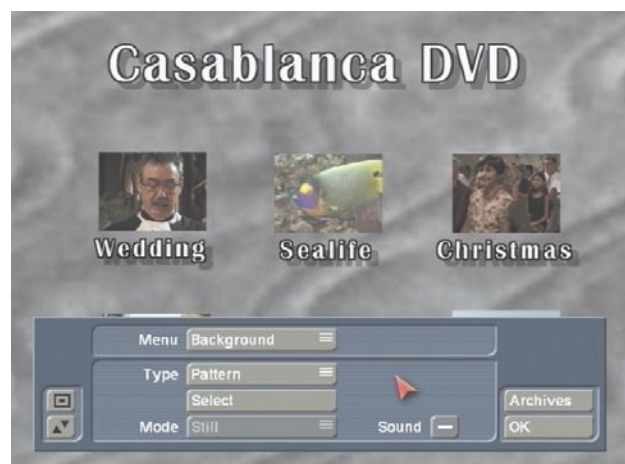 Casablanca DVD
Wedding Sealife Christmas
Menu Background
Type Pattern
Select Archives
Mode Still Sound OK